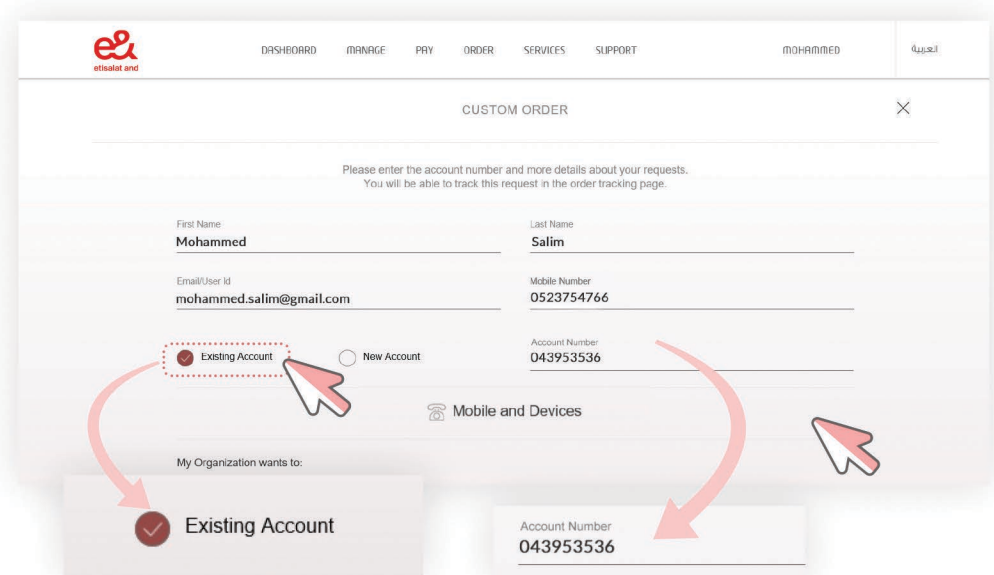 e&
etisalat and
DASHBOARD MANAGE PAY ORDER SERVICES SUPPORT MOHAMMED العربية
CUSTOM ORDER
Please enter the account number and more details about your requests.
You will be able to track this request in the order tracking page.
First Name Last Name
Mohammed Salim
Email/User Id Mobile Number
mohammed.salim@gmail.com 0523754766
Existing Account New Account
Account Number
043953536
Mobile and Devices
My Organization wants to:
Existing Account
Account Number
043953536